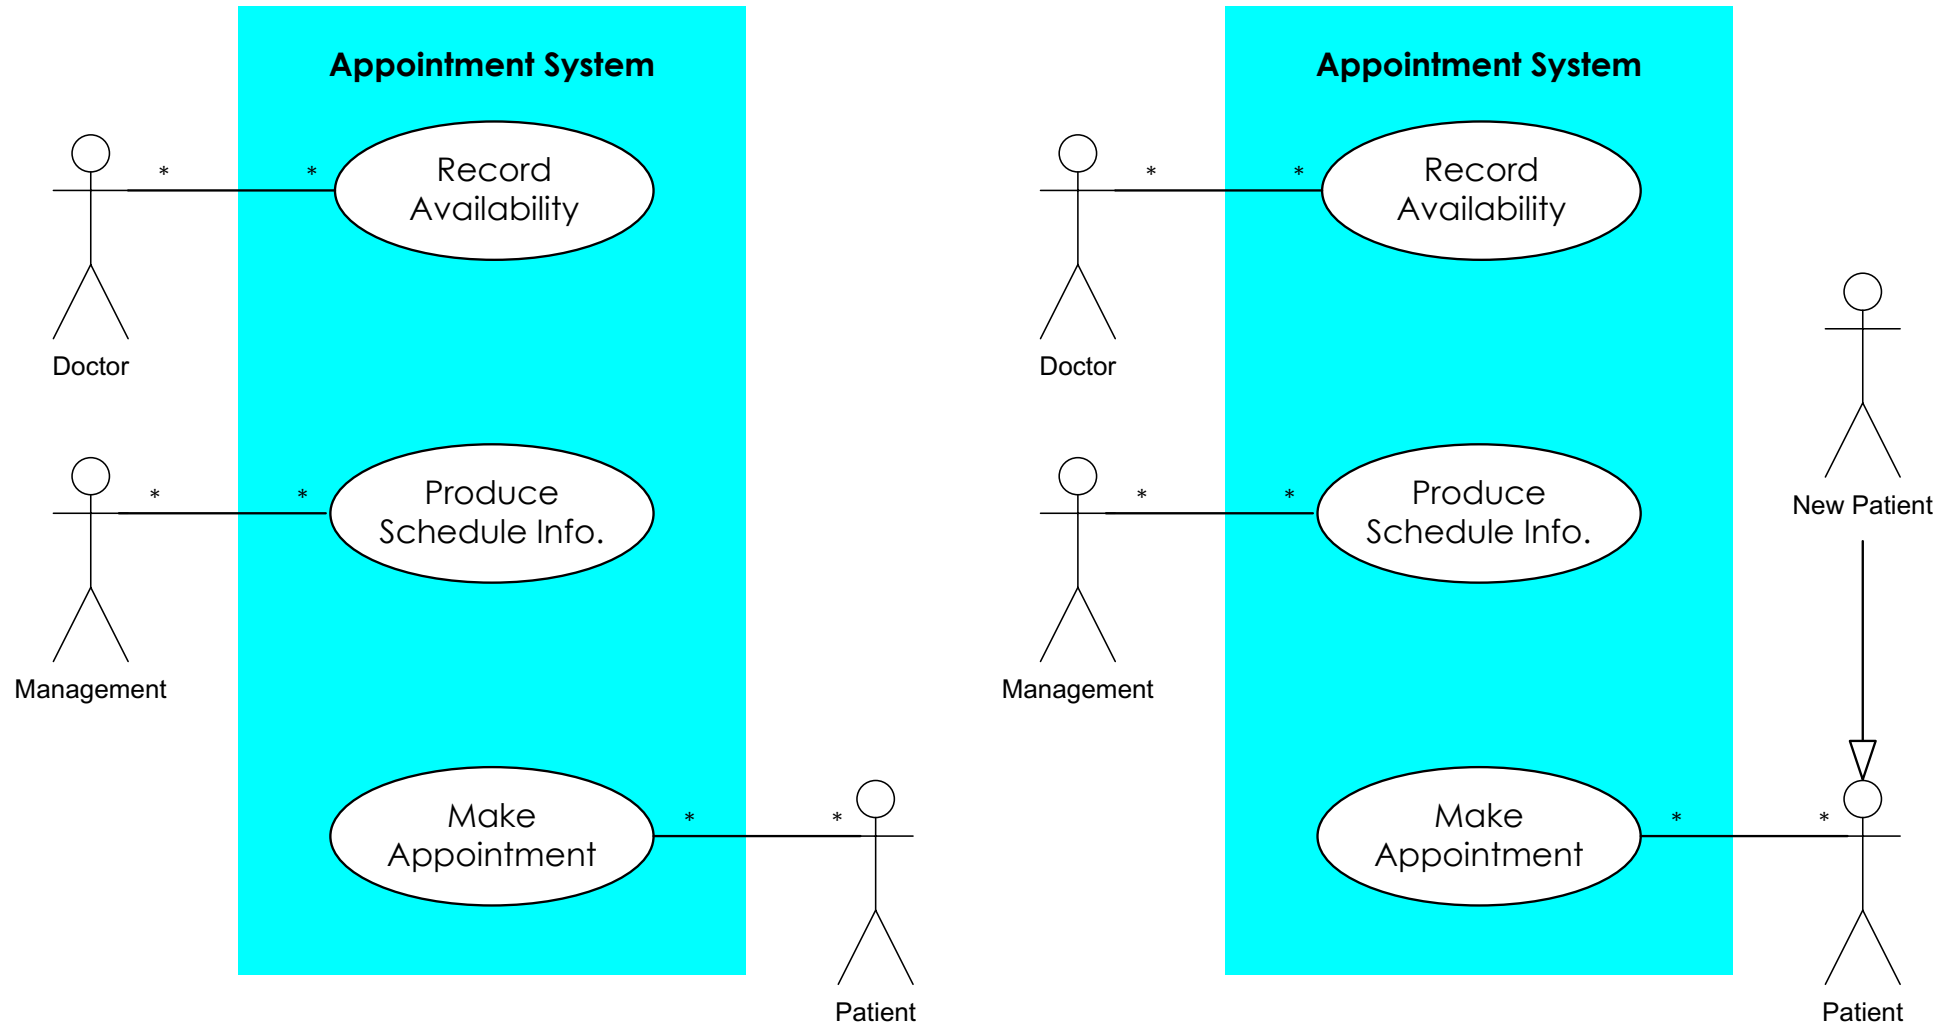 Appointment System
* *
Record
Availability
Doctor
* *
Produce
Schedule Info.
Management
Make
Appointment
* *
Patient
Appointment System
* *
Record
Availability
Doctor
New Patient
* *
Produce
Schedule Info.
Management
Make
Appointment
* *
Patient